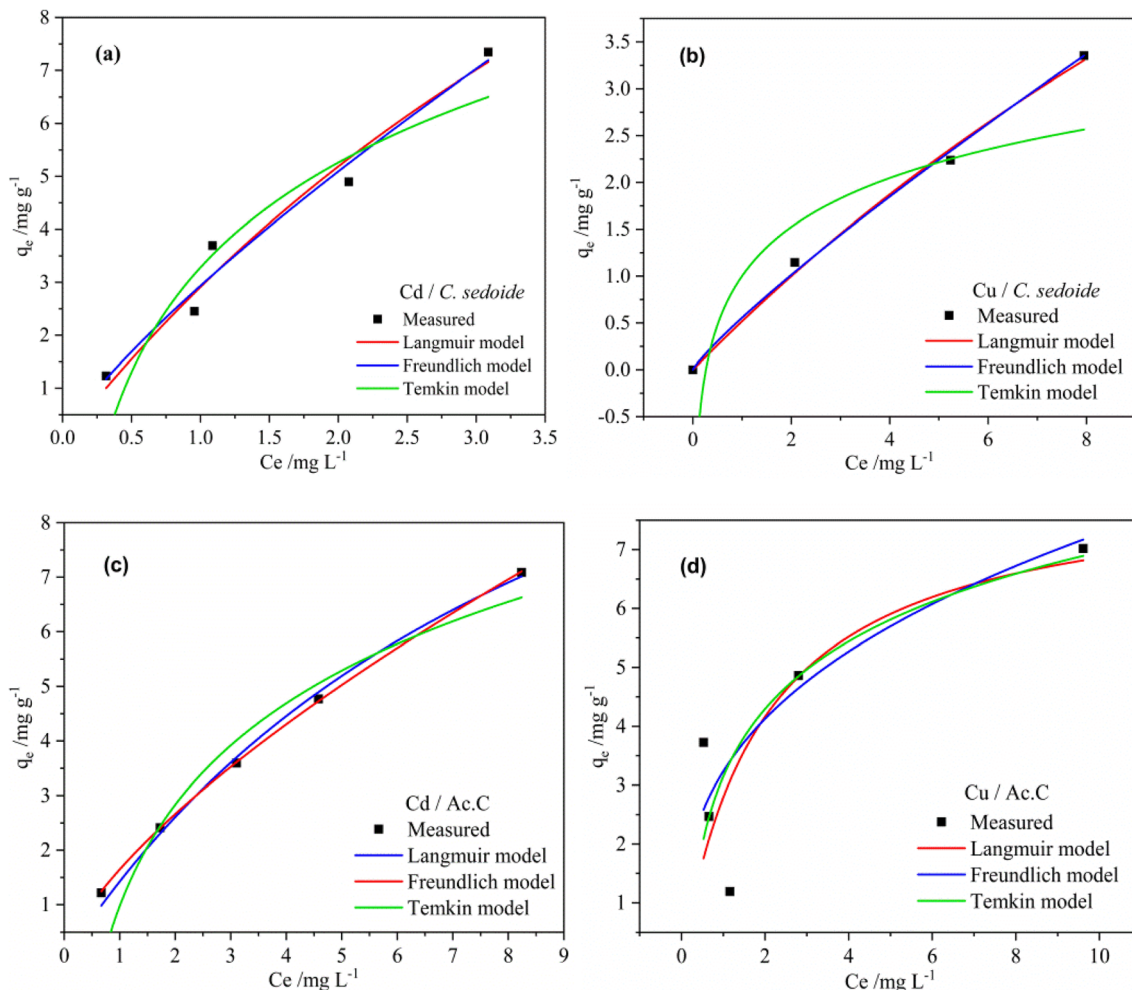 (a)
8
7
6
5
4
3
2
1
qe /mg g-1
0.0 0.5 1.0 1.5 2.0 2.5 3.0 3.5
Ce /mg L-1
Cd / C. sedoide
Measured
Langmuir model
Freundlich model
Temkin model
(b)
3.5
3.0
2.5
2.0
1.5
1.0
0.5
0.0
-0.5
qe /mg g-1
0 2 4 6 8
Ce /mg L-1
Cu / C. sedoide
Measured
Langmuir model
Freundlich model
Temkin model
(c)
8
7
6
5
4
3
2
1
qe /mg g-1
0 1 2 3 4 5 6 7 8 9
Ce /mg L-1
Cd / Ac.C
Measured
Langmuir model
Freundlich model
Temkin model
(d)
7
6
5
4
3
2
1
qe /mg g-1
0 2 4 6 8 10
Ce /mg L-1
Cu / Ac.C
Measured
Langmuir model
Freundlich model
Temkin model